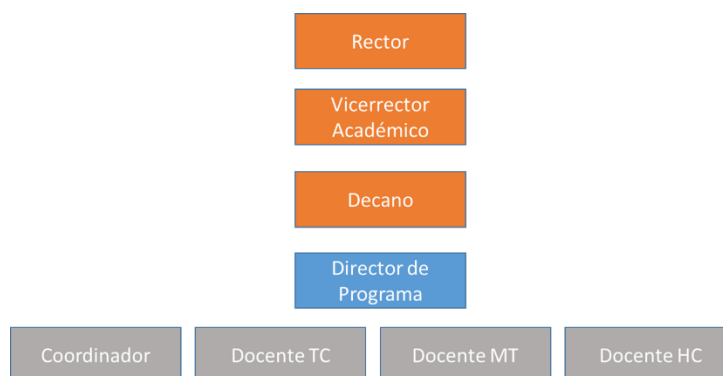 Rector
Vicerrector
Académico
Decano
Director de
Programa
Coordinador
Docente TC
Docente MT
Docente HC